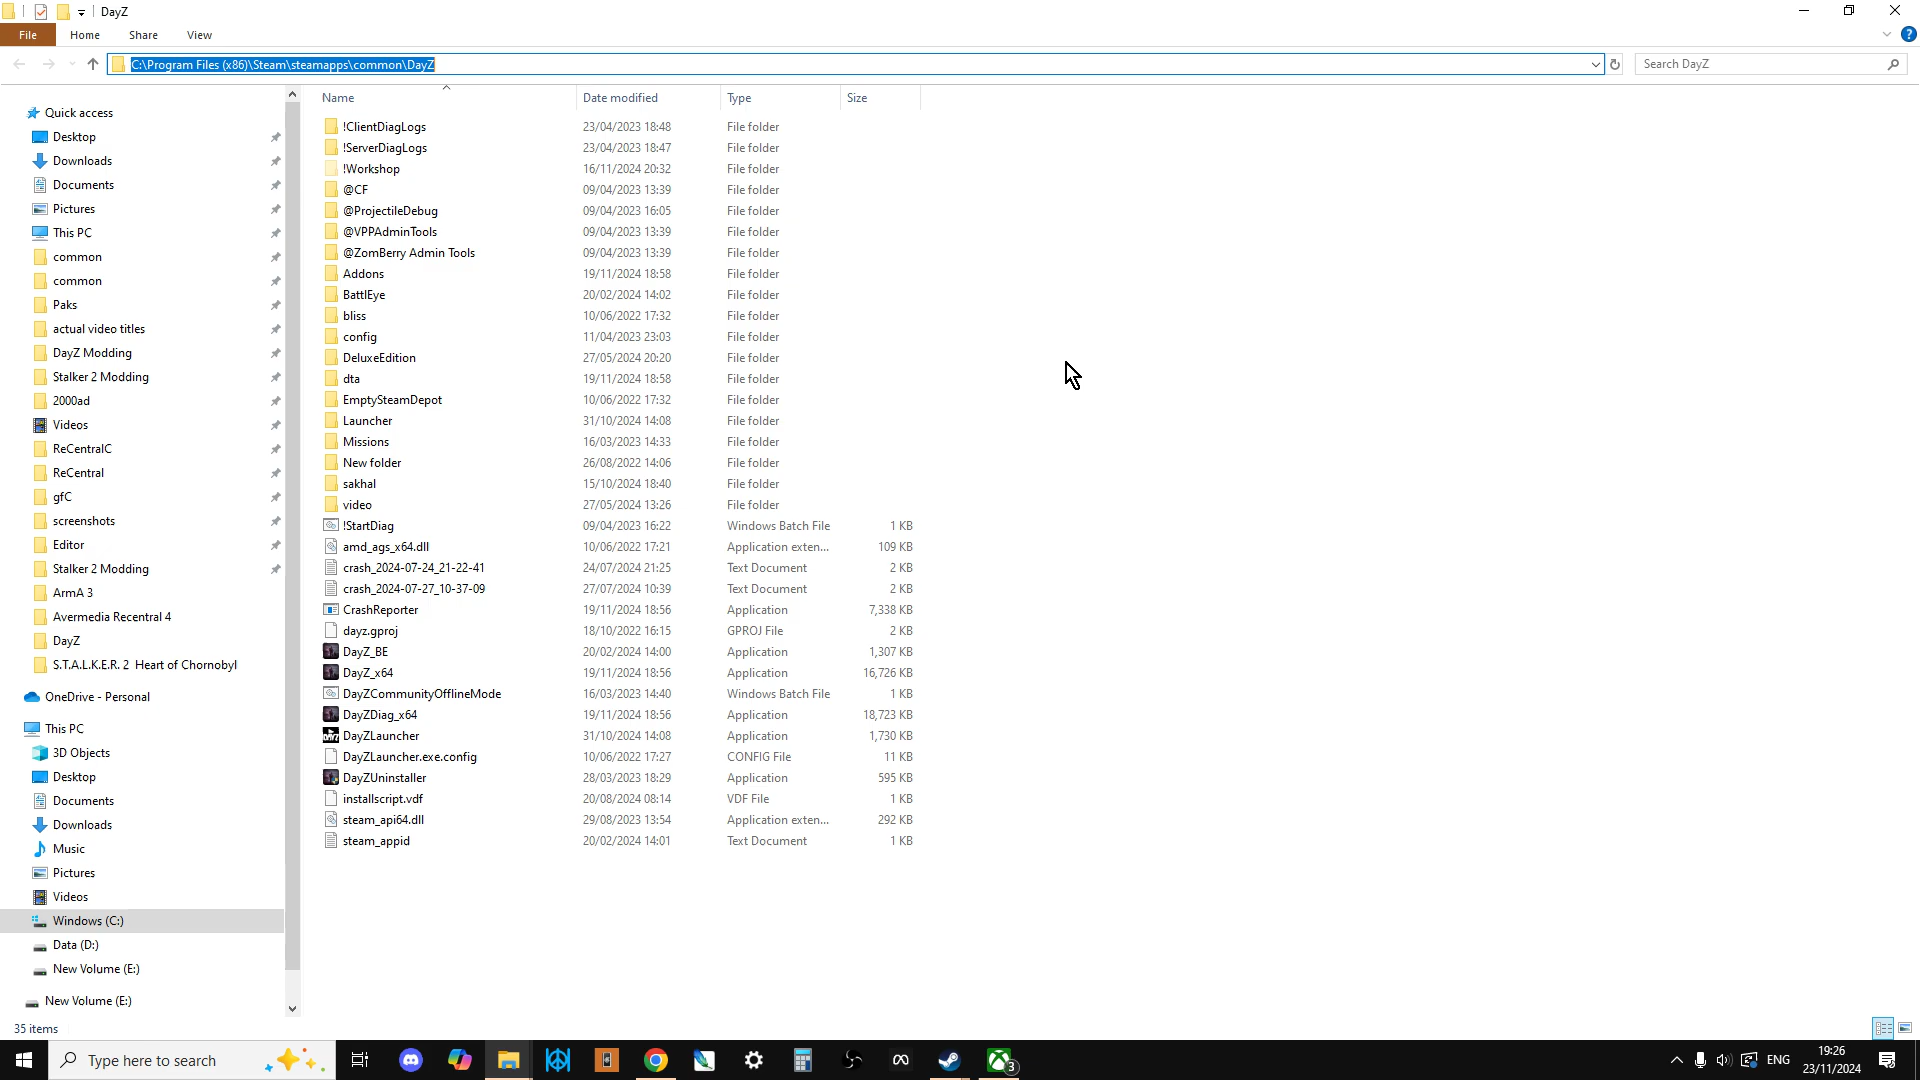 DayZ
File Home Share View
C:\Program Files (x86)\Steam\steamapps\common\DayZ
Search DayZ
Quick access
Desktop
Downloads
Documents
Pictures
This PC
common
common
Paks
actual video titles
DayZ Modding
Stalker 2 Modding
2000ad
Videos
ReCentralC
ReCentral
gfC
screenshots
Editor
Stalker 2 Modding
ArmA 3
Avermedia Recentral 4
DayZ
S.T.A.L.K.E.R. 2 Heart of Chornobyl
OneDrive - Personal
This PC
3D Objects
Desktop
Documents
Downloads
Music
Pictures
Videos
Windows (C:)
Data (D:)
New Volume (E:)
New Volume (E:)
Name Date modified Type Size
!ClientDiagLogs 23/04/2023 18:48 File folder
!ServerDiagLogs 23/04/2023 18:47 File folder
!Workshop 16/11/2024 20:32 File folder
@CF 09/04/2023 13:39 File folder
@ProjectileDebug 09/04/2023 16:05 File folder
@VPPAdminTools 09/04/2023 13:39 File folder
@ZomBerry Admin Tools 09/04/2023 13:39 File folder
Addons 19/11/2024 18:58 File folder
BattlEye 20/02/2024 14:02 File folder
bliss 10/06/2022 17:32 File folder
config 11/04/2023 23:03 File folder
DeluxeEdition 27/05/2024 20:20 File folder
dta 19/11/2024 18:58 File folder
EmptySteamDepot 10/06/2022 17:32 File folder
Launcher 31/10/2024 14:08 File folder
Missions 16/03/2023 14:33 File folder
New folder 26/08/2022 14:06 File folder
sakhal 15/10/2024 18:40 File folder
video 27/05/2024 13:26 File folder
!StartDiag 09/04/2023 16:22 Windows Batch File 1 KB
amd_ags_x64.dll 10/06/2022 17:21 Application exten... 109 KB
crash_2024-07-24_21-22-41 24/07/2024 21:25 Text Document 2 KB
crash_2024-07-27_10-37-09 27/07/2024 10:39 Text Document 2 KB
CrashReporter 19/11/2024 18:56 Application 7,338 KB
dayz.gproj 18/10/2022 16:15 GPROJ File 2 KB
DayZ_BE 20/02/2024 14:00 Application 1,307 KB
DayZ_x64 19/11/2024 18:56 Application 16,726 KB
DayZCommunityOfflineMode 16/03/2023 14:40 Windows Batch File 1 KB
DayZDiag_x64 19/11/2024 18:56 Application 18,723 KB
DayZLauncher 31/10/2024 14:08 Application 1,730 KB
DayZLauncher.exe.config 10/06/2022 17:27 CONFIG File 11 KB
DayZUninstaller 28/03/2023 18:29 Application 595 KB
installscript.vdf 20/08/2024 08:14 VDF File 1 KB
steam_api64.dll 29/08/2023 13:54 Application exten... 292 KB
steam_appid 20/02/2024 14:01 Text Document 1 KB
35 items
Type here to search
3
ENG
19:26
23/11/2024